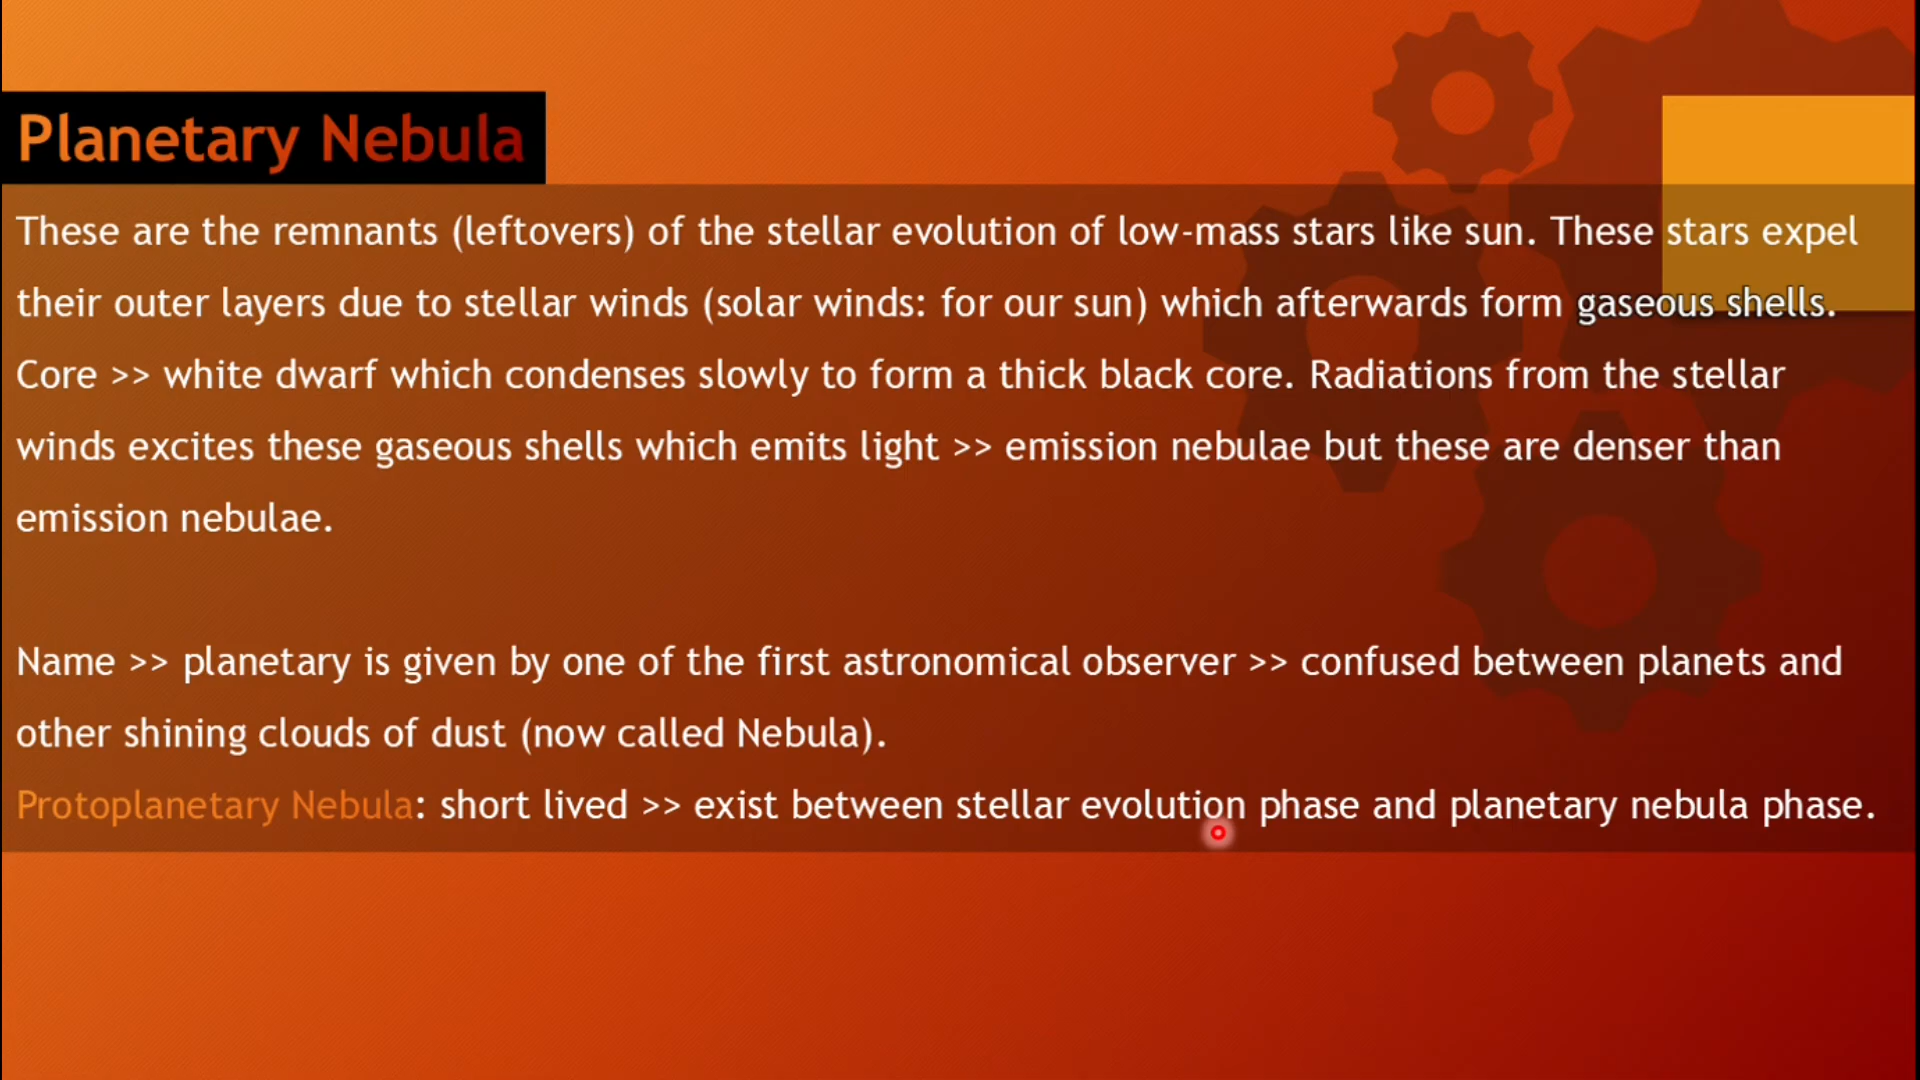 Planetary Nebula
These are the remnants (leftovers) of the stellar evolution of low-mass stars like sun. These stars expel
their outer layers due to stellar winds (solar winds: for our sun) which afterwards form gaseous shells.
Core >> white dwarf which condenses slowly to form a thick black core. Radiations from the stellar
winds excites these gaseous shells which emits light >> emission nebulae but these are denser than
emission nebulae.
Name >> planetary is given by one of the first astronomical observer >> confused between planets and
other shining clouds of dust (now called Nebula).
Protoplanetary Nebula: short lived >> exist between stellar evolution phase and planetary nebula phase.